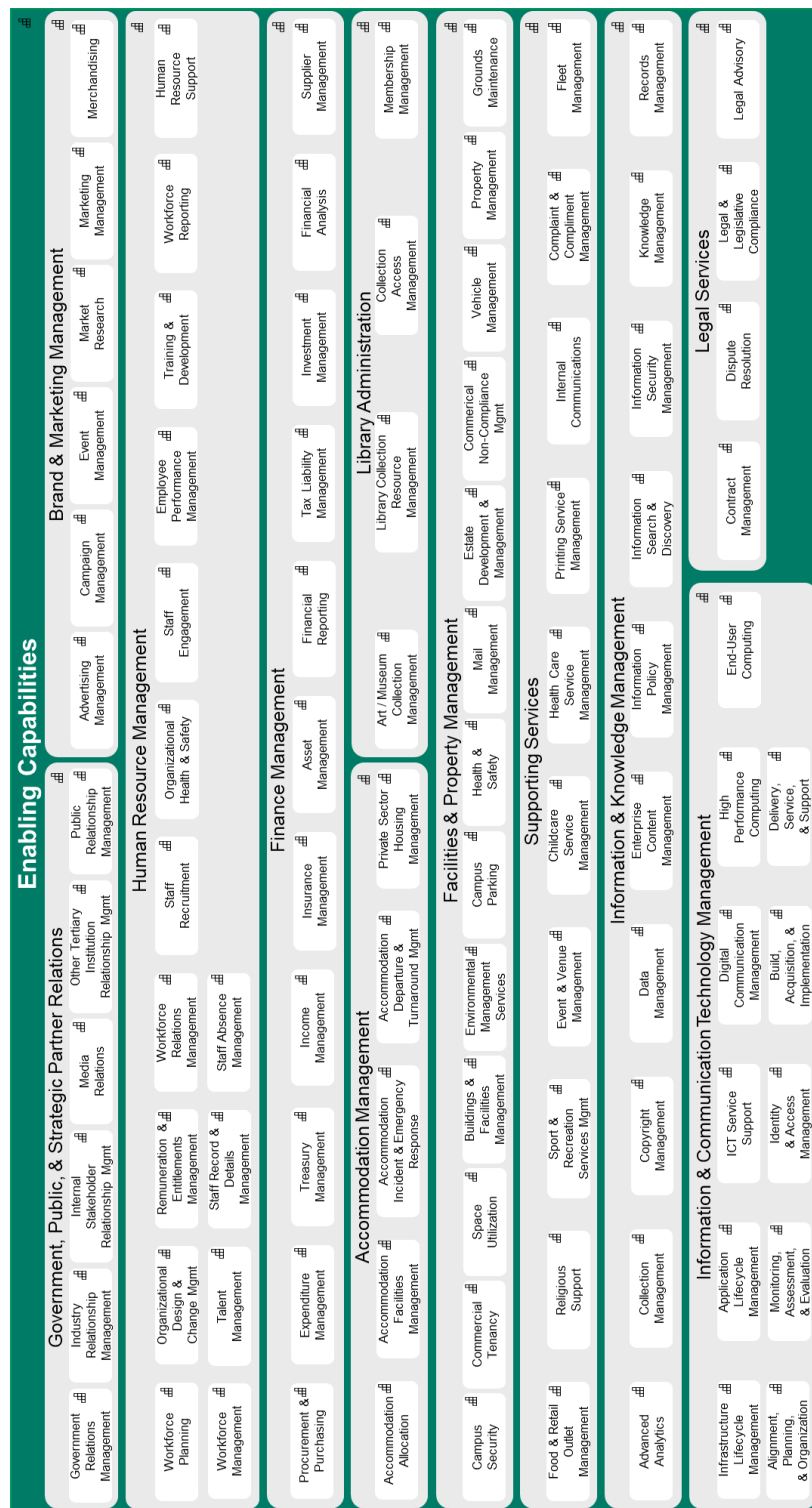 Enabling Capabilities
Government, Public, & Strategic Partner Relations
Government
Relations
Management
Industry
Relationship
Management
Internal
Stakeholder
Relationship Mgmt
Media
Relations
Other Tertiary
Institution
Relationship Mgmt
Public
Relationship
Management
Brand & Marketing Management
Advertising
Management
Campaign
Management
Event
Management
Market
Research
Marketing
Management
Merchandising
Human Resource Management
Workforce
Planning
Organizational
Design &
Change Mgmt
Remuneration &
Entitlements
Management
Workforce
Relations
Management
Staff
Recruitment
Organizational
Health & Safety
Staff
Engagement
Employee
Performance
Management
Training &
Development
Workforce
Reporting
Human
Resource
Support
Workforce
Management
Talent
Management
Staff Record &
Details
Management
Staff Absence
Management
Finance Management
Procurement &
Purchasing
Expenditure
Management
Treasury
Management
Income
Management
Insurance
Management
Asset
Management
Financial
Reporting
Tax Liability
Management
Investment
Management
Financial
Analysis
Supplier
Management
Accommodation Management
Accommodation
Allocation
Accommodation
Facilities
Management
Accommodation
Incident & Emergency
Response
Accommodation
Departure &
Turnaround Mgmt
Private Sector
Housing
Management
Library Administration
Art / Museum
Collection
Management
Library Collection
Resource
Management
Collection
Access
Management
Membership
Management
Facilities & Property Management
Campus
Security
Commercial
Tenancy
Space
Utilization
Buildings &
Facilities
Management
Environmental
Management
Services
Campus
Parking
Health &
Safety
Mail
Management
Estate
Development &
Management
Commerical
Non-Compliance
Mgmt
Vehicle
Management
Property
Management
Grounds
Maintenance
Supporting Services
Food & Retail
Outlet
Management
Religious
Support
Sport &
Recreation
Services Mgmt
Event & Venue
Management
Childcare
Service
Management
Health Care
Service
Management
Printing Service
Management
Internal
Communications
Complaint &
Compliment
Management
Fleet
Management
Information & Knowledge Management
Advanced
Analytics
Collection
Management
Copyright
Management
Data
Management
Enterprise
Content
Management
Information
Policy
Management
Information
Search &
Discovery
Information
Security
Management
Knowledge
Management
Records
Management
Information & Communication Technology Management
Infrastructure
Lifecycle
Management
Application
Lifecycle
Management
ICT Service
Support
Digital
Communication
Management
High
Performance
Computing
End-User
Computing
Alignment,
Planning,
& Organization
Monitoring,
Assessment,
& Evaluation
Identity
& Access
Management
Build,
Acquisition, &
Implementation
Delivery,
Service,
& Support
Legal Services
Contract
Management
Dispute
Resolution
Legal &
Legislative
Compliance
Legal Advisory